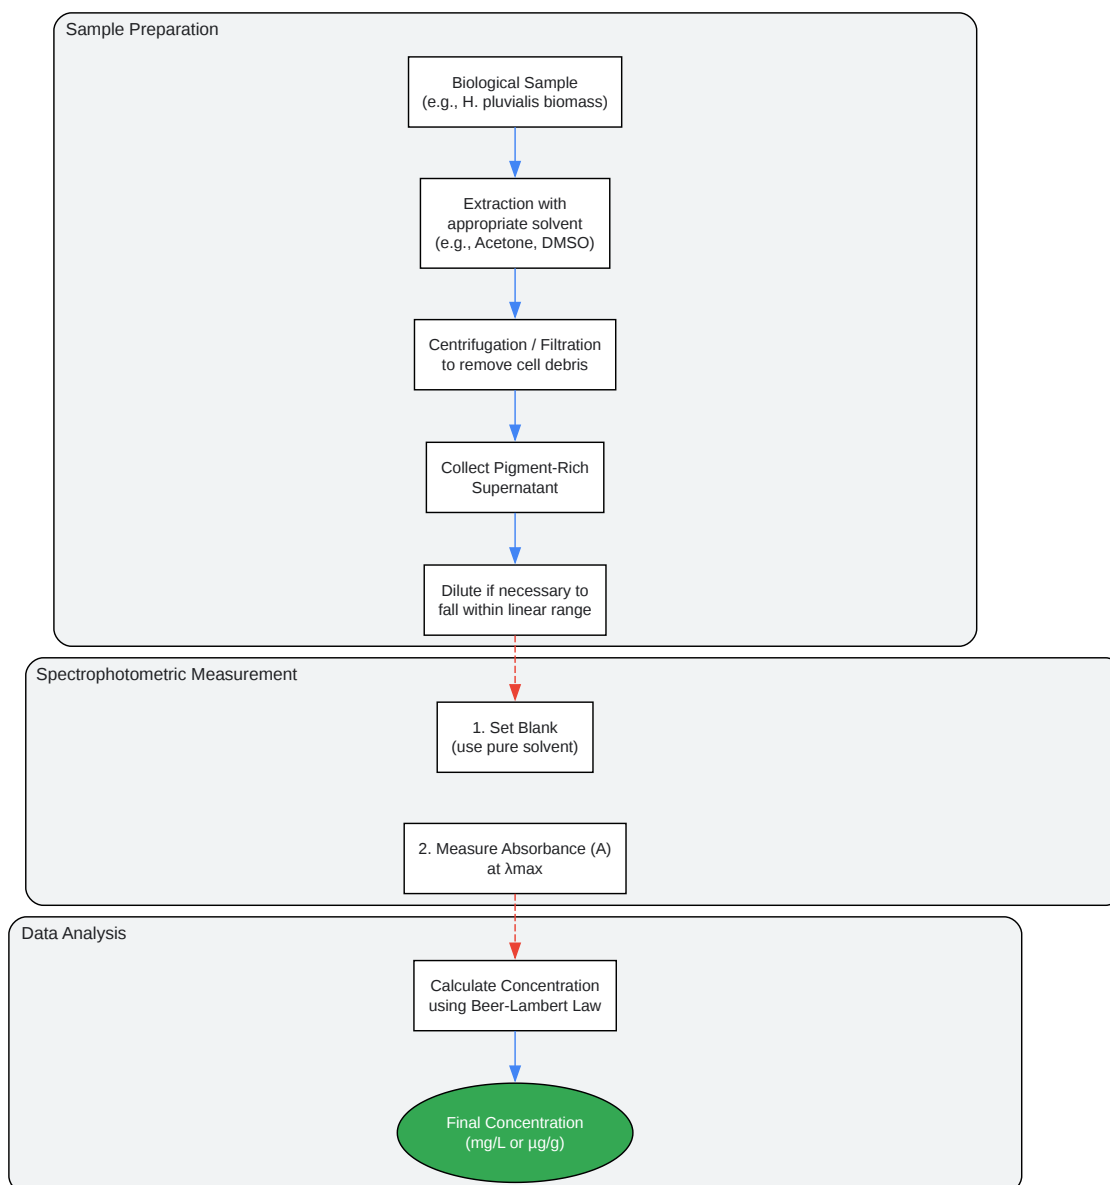 Sample Preparation
Biological Sample
(e.g., H. pluvialis biomass)
Extraction with
appropriate solvent
(e.g., Acetone, DMSO)
Centrifugation / Filtration
to remove cell debris
Collect Pigment-Rich
Supernatant
Dilute if necessary to
fall within linear range
Spectrophotometric Measurement
1. Set Blank
(use pure solvent)
2. Measure Absorbance (A)
at λmax
Data Analysis
Calculate Concentration
using Beer-Lambert Law
Final Concentration
(mg/L or µg/g)